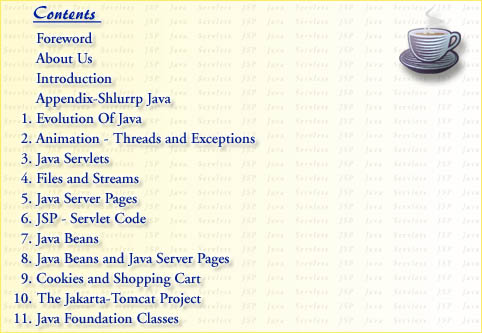 Contents
Foreword
About Us
Introduction
Appendix-Shlurrp Java
1. Evolution Of Java
2. Animation - Threads and Exceptions
3. Java Servlets
4. Files and Streams
5. Java Server Pages
6. JSP - Servlet Code
7. Java Beans
8. Java Beans and Java Server Pages
9. Cookies and Shopping Cart
10. The Jakarta-Tomcat Project
11. Java Foundation Classes